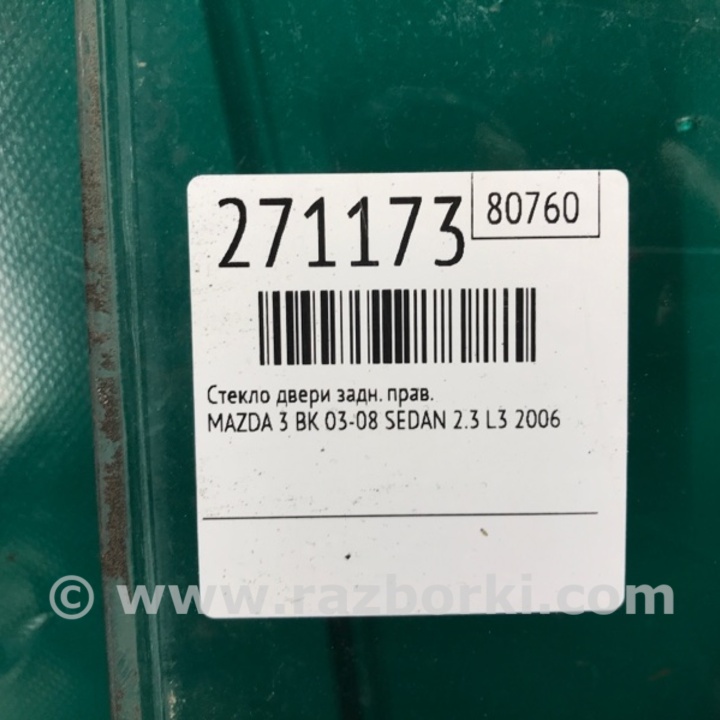 271173
80760
Стекло двери задн. прав.
MAZDA 3 BK 03-08 SEDAN 2.3 L3 2006
© www.razborki.com